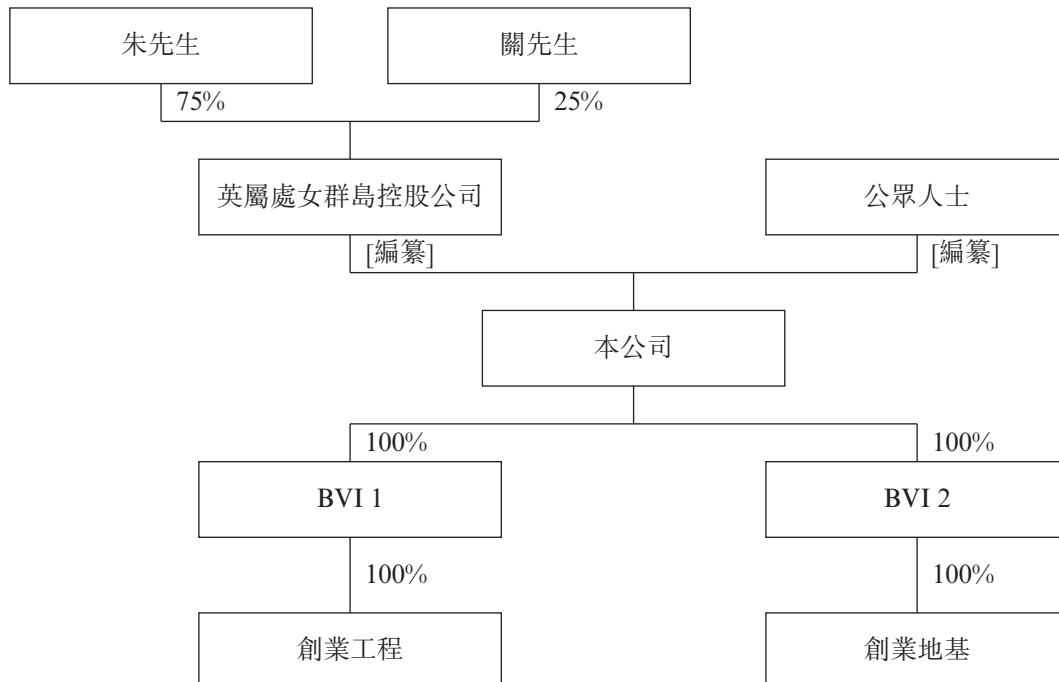 朱先生
關先生
75%
25%
英屬處女群島控股公司
公眾人士
[編纂]
[編纂]
本公司
100%
100%
BVI 1
BVI 2
100%
100%
創業工程
創業地基